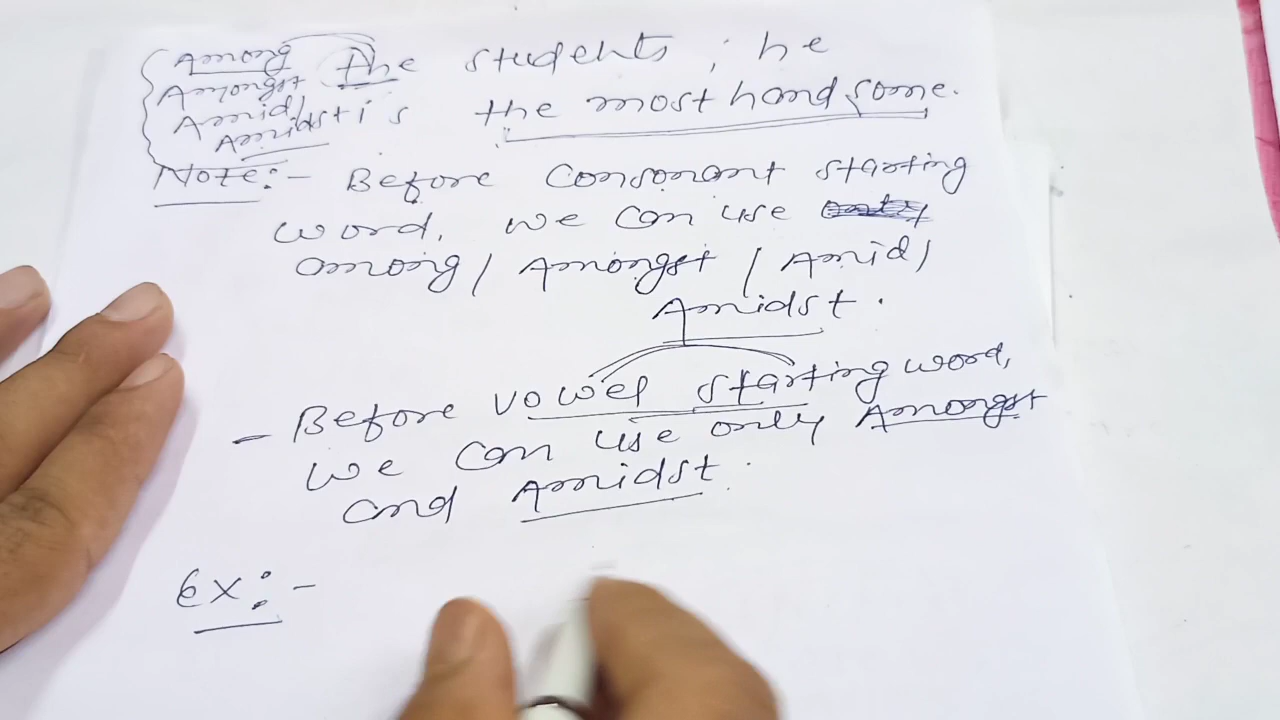 Among the students ; he
Amongst
Amid/
Amidst is the most handsome.
Note:- Before consonant starting
word, we can use
among / Amongst / Amid /
Amidst.
- Before vowel starting word,
we can use only Amongst
and Amidst.
Ex:-